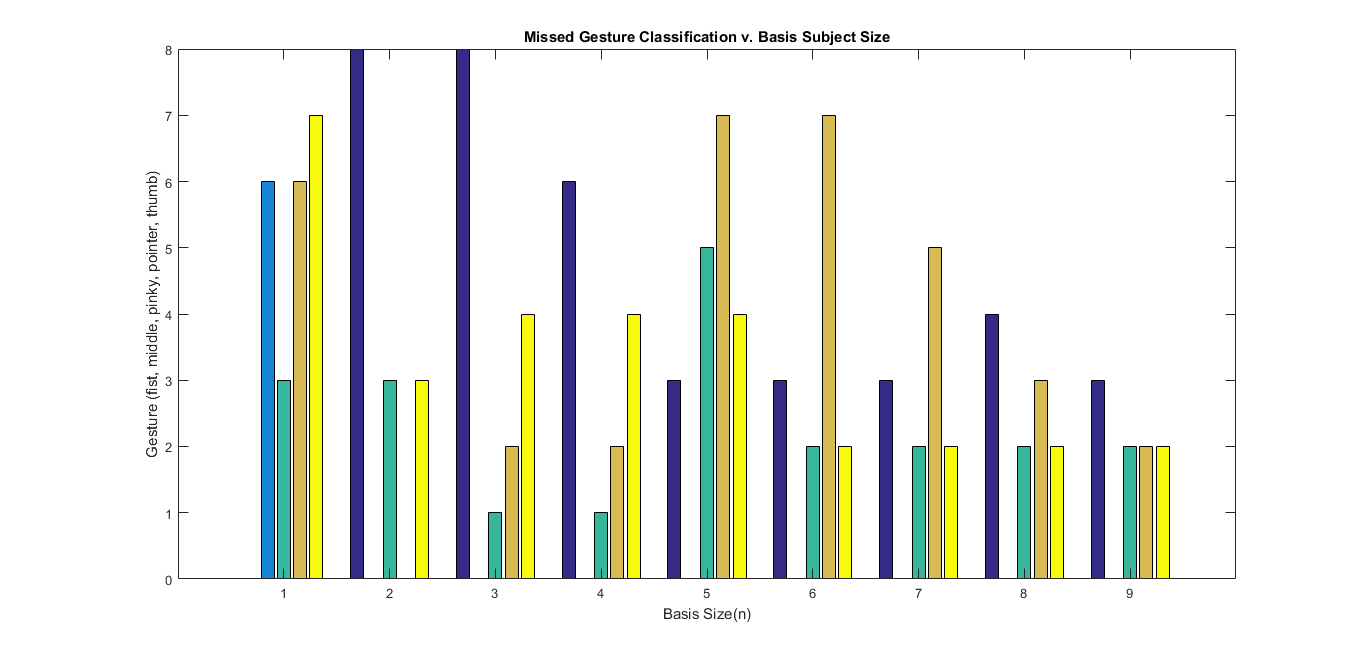 Missed Gesture Classification v. Basis Subject Size
8
7
6
5
4
3
2
1
0
Gesture (fist, middle, pinky, pointer, thumb)
1 2 3 4 5 6 7 8 9
Basis Size(n)